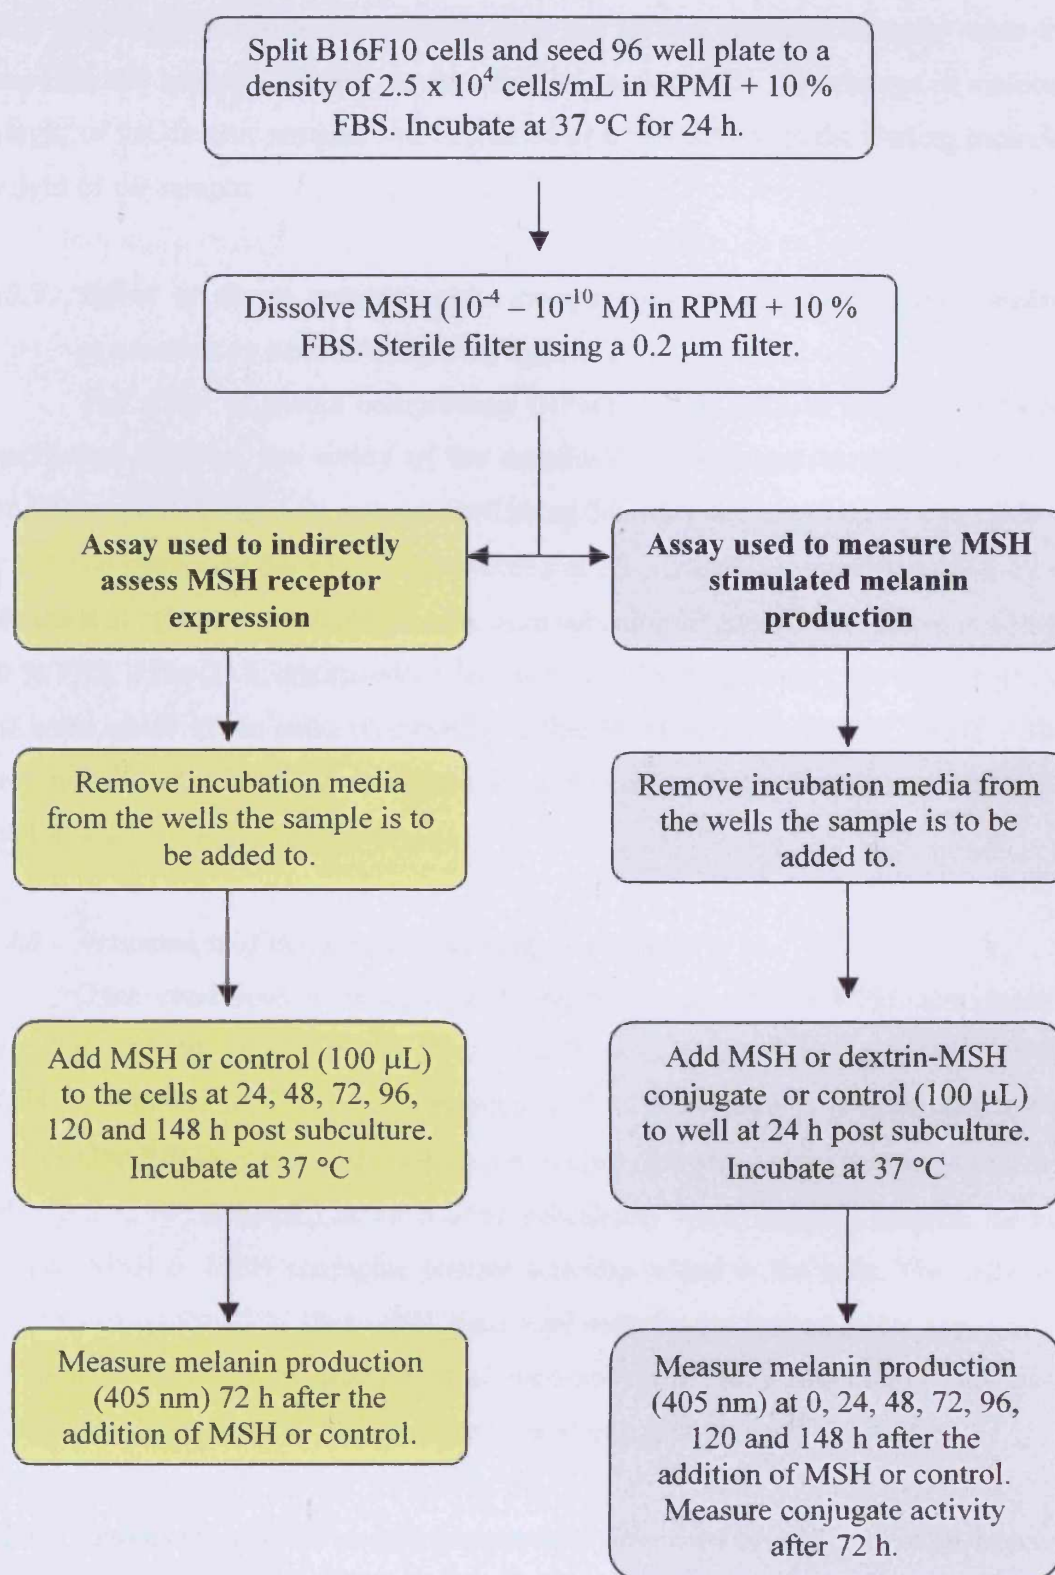 Split B16F10 cells and seed 96 well plate to a
density of 2.5 x 10⁴ cells/mL in RPMI + 10 %
FBS. Incubate at 37 °C for 24 h.
Dissolve MSH (10⁻⁴ – 10⁻¹⁰ M) in RPMI + 10 %
FBS. Sterile filter using a 0.2 µm filter.
Assay used to indirectly
assess MSH receptor
expression
Remove incubation media
from the wells the sample is to
be added to.
Add MSH or control (100 µL)
to the cells at 24, 48, 72, 96,
120 and 148 h post subculture.
Incubate at 37 °C
Measure melanin production
(405 nm) 72 h after the
addition of MSH or control.
Assay used to measure MSH
stimulated melanin
production
Remove incubation media from
the wells the sample is to be
added to.
Add MSH or dextrin-MSH
conjugate or control (100 µL)
to well at 24 h post subculture.
Incubate at 37 °C
Measure melanin production
(405 nm) at 0, 24, 48, 72, 96,
120 and 148 h after the
addition of MSH or control.
Measure conjugate activity
after 72 h.